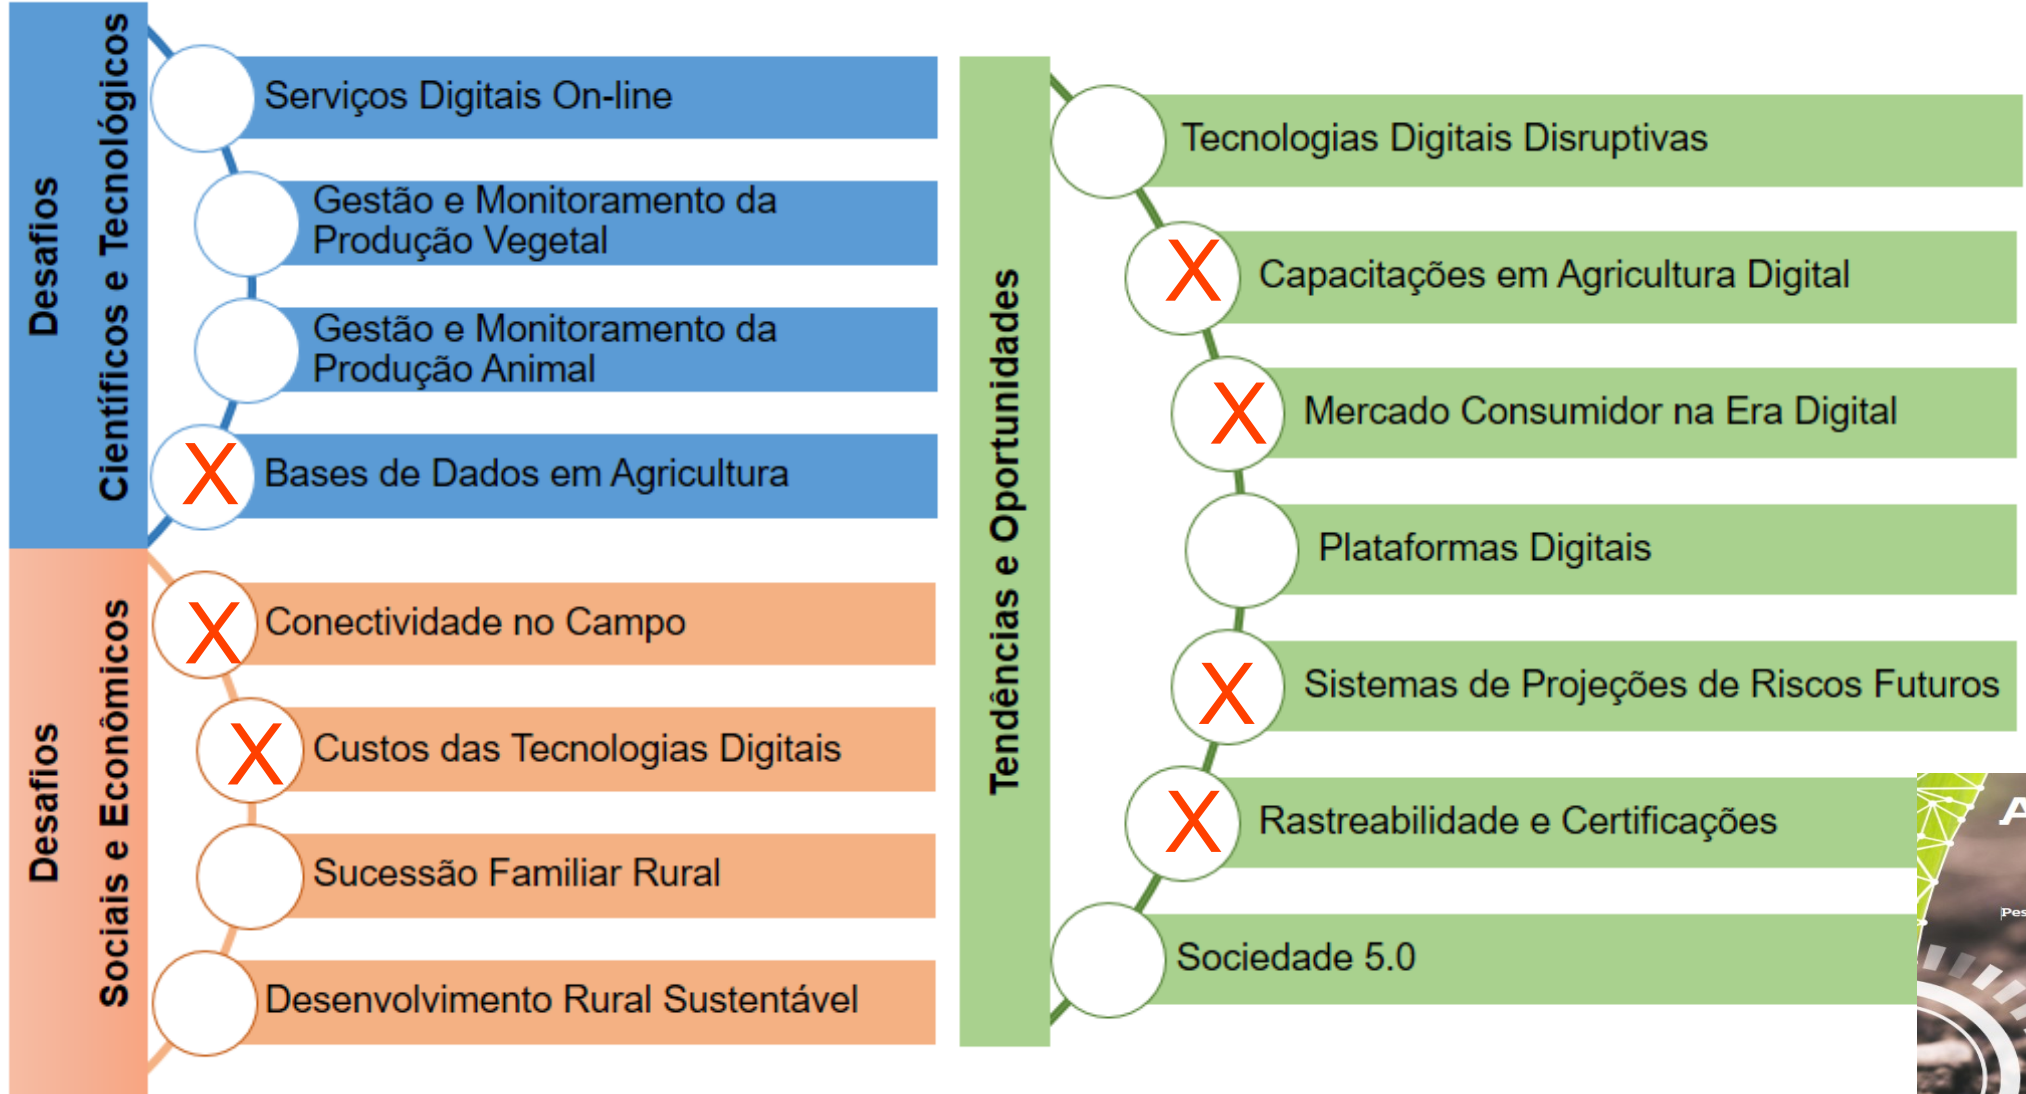 Desafios
Científicos e Tecnológicos
Serviços Digitais On-line
Gestão e Monitoramento da
Produção Vegetal
Gestão e Monitoramento da
Produção Animal
X
Bases de Dados em Agricultura
Desafios
Sociais e Econômicos
X
Conectividade no Campo
X
Custos das Tecnologias Digitais
Sucessão Familiar Rural
Desenvolvimento Rural Sustentável
Tendências e Oportunidades
Tecnologias Digitais Disruptivas
X
Capacitações em Agricultura Digital
X
Mercado Consumidor na Era Digital
Plataformas Digitais
X
Sistemas de Projeções de Riscos Futuros
X
Rastreabilidade e Certificações
Sociedade 5.0
A
Pes